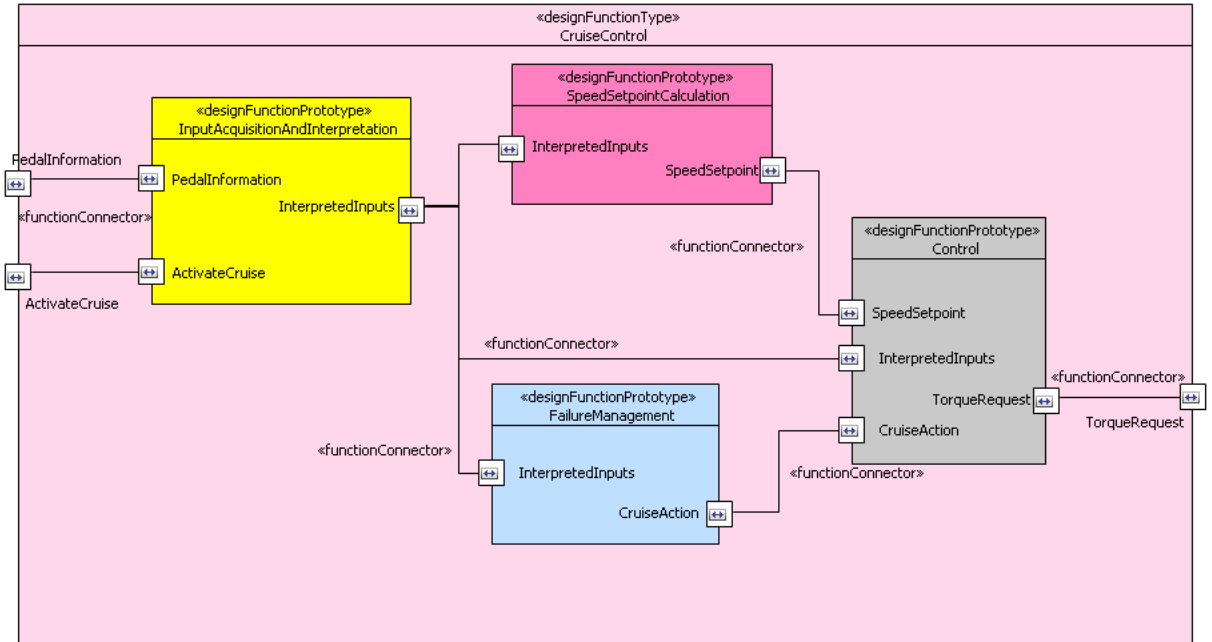 «designFunctionType»
CruiseControl
«designFunctionPrototype»
SpeedSetpointCalculation
InterpretedInputs
SpeedSetpoint
«designFunctionPrototype»
InputAcquisitionAndInterpretation
PedalInformation
PedalInformation
InterpretedInputs
«functionConnector»
ActivateCruise
ActivateCruise
«functionConnector»
«designFunctionPrototype»
Control
SpeedSetpoint
InterpretedInputs
TorqueRequest
CruiseAction
«functionConnector»
«functionConnector»
TorqueRequest
«designFunctionPrototype»
FailureManagement
«functionConnector»
InterpretedInputs
CruiseAction
«functionConnector»